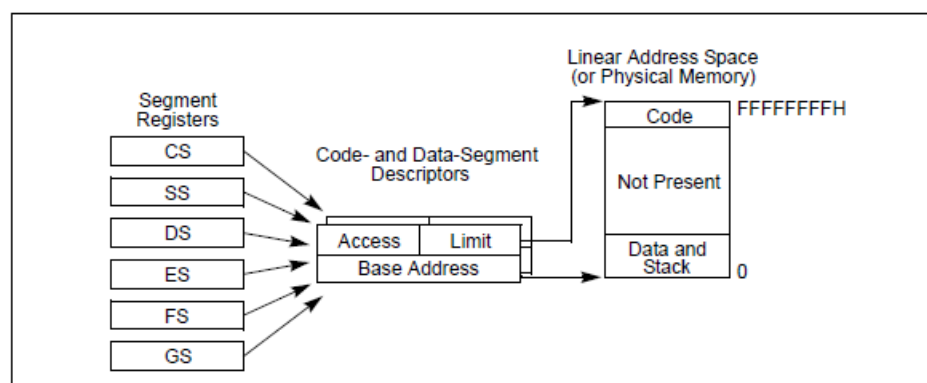 Segment
Registers
CS
SS
DS
ES
FS
GS
Code- and Data-Segment
Descriptors
Access
Limit
Base Address
Linear Address Space
(or Physical Memory)
Code
FFFFFFFFH
Not Present
Data and
Stack
0